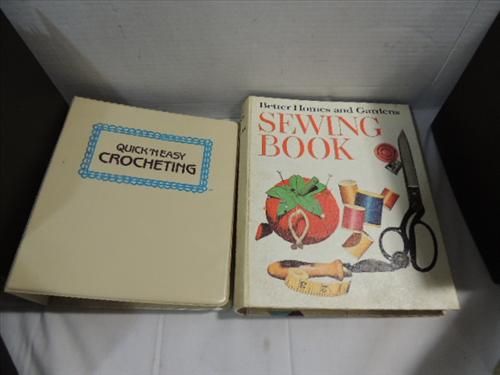 QUICK 'N EASY
CROCHETING
Better Homes and Gardens
SEWING
BOOK